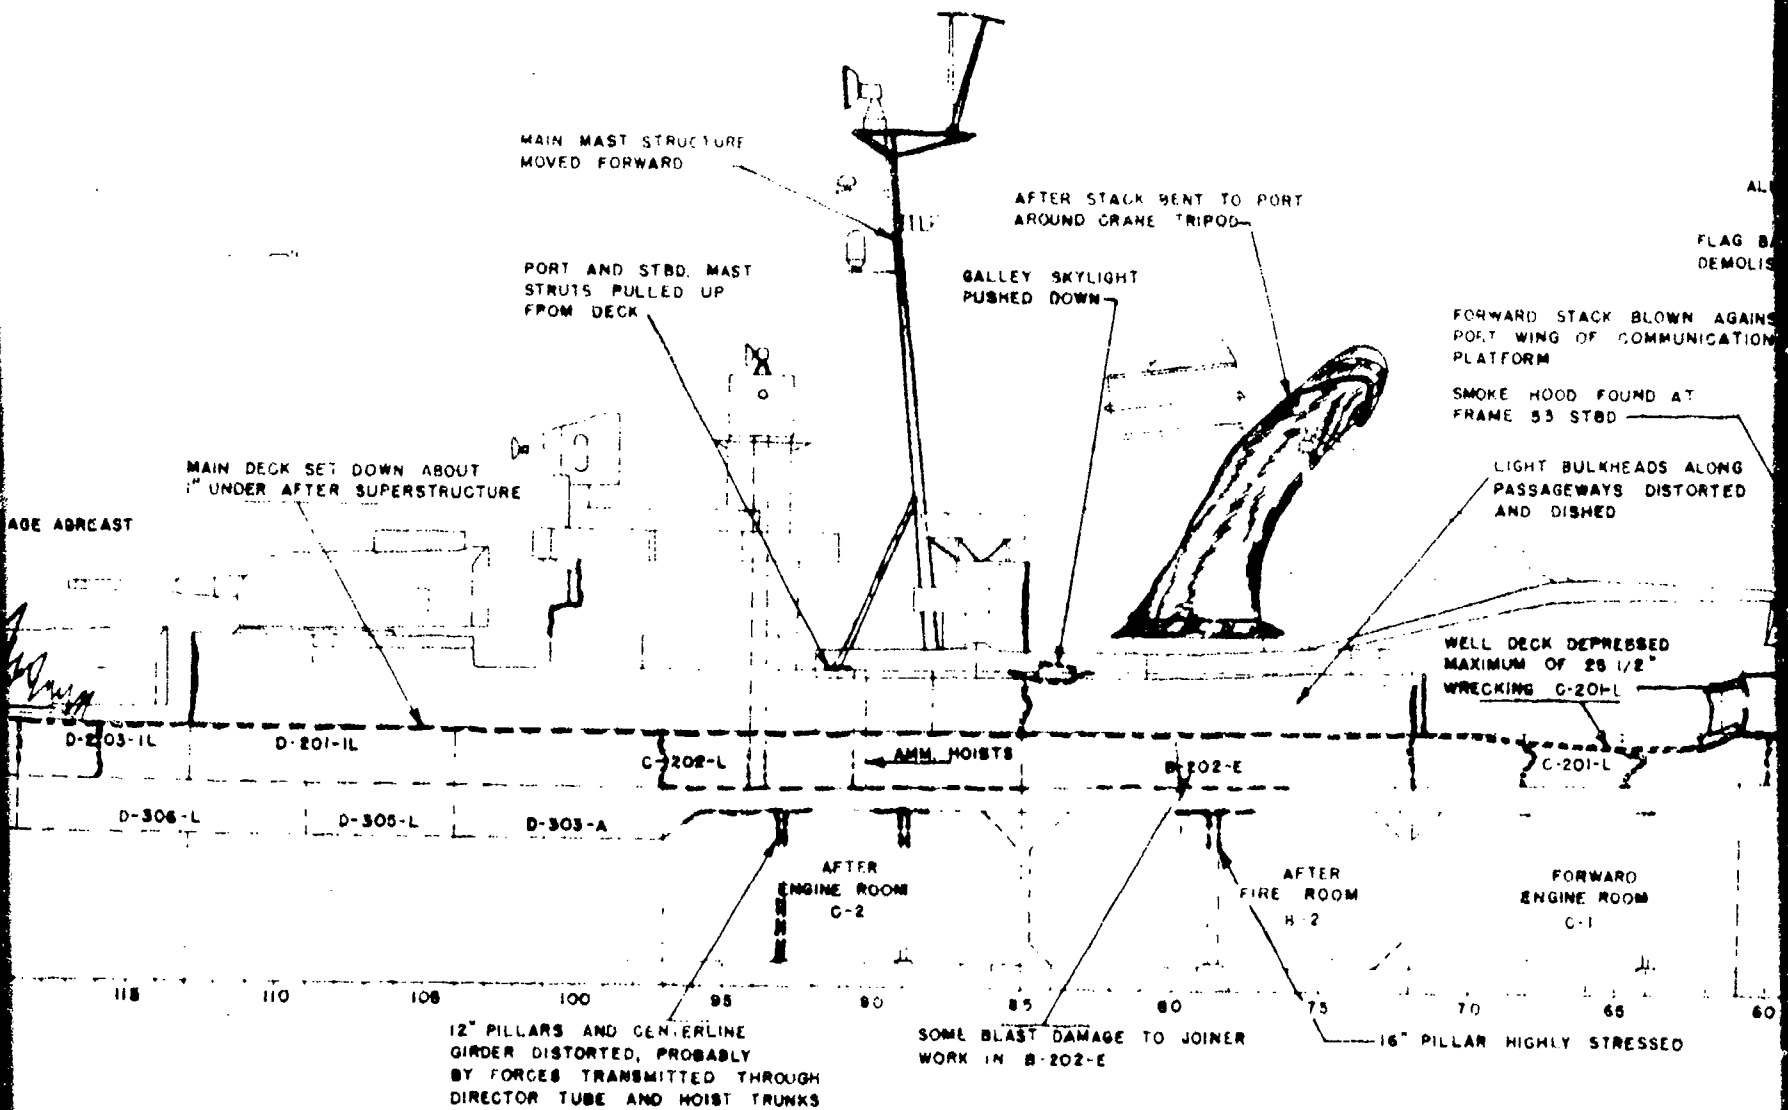 MAIN MAST STRUCTURE
MOVED FORWARD
AFTER STACK BENT TO PORT
AROUND CRANE TRIPOD
FLAG
PORT AND STBD. MAST
STRUTS PULLED UP
FROM DECK
GALLEY SKYLIGHT
PUSHED DOWN
FORWARD STACK BLOWN
PORT WING OF COMMUNICATION
PLATFORM
SMOKE HOOD FOUND AT
FRAME 53 STBD
MAIN DECK SET DOWN ABOUT
1" UNDER AFTER SUPERSTRUCTURE
LIGHT BULKHEADS ALONG
PASSAGEWAYS DISTORTED
AND DISHED
ABREAST
WELL DECK DEPRESSED
MAXIMUM OF 25 1/2"
WRECKING C-201-L
D-203-1L
D-201-1L
C-202-L
AMM. HOISTS
B-202-E
C-201-L
D-306-L
D-305-L
D-303-A
AFTER
ENGINE ROOM
C-2
AFTER
FIRE ROOM
B-2
FORWARD
ENGINE ROOM
C-1
115 110 105 100 95 90 85 80 75 70 65 60
12" PILLARS AND CENTERLINE
GIRDER DISTORTED, PROBABLY
BY FORCES TRANSMITTED THROUGH
DIRECTOR TUBE AND HOIST TRUNKS
SOME BLAST DAMAGE TO JOINER
WORK IN B-202-E
16" PILLAR HIGHLY STRESSED